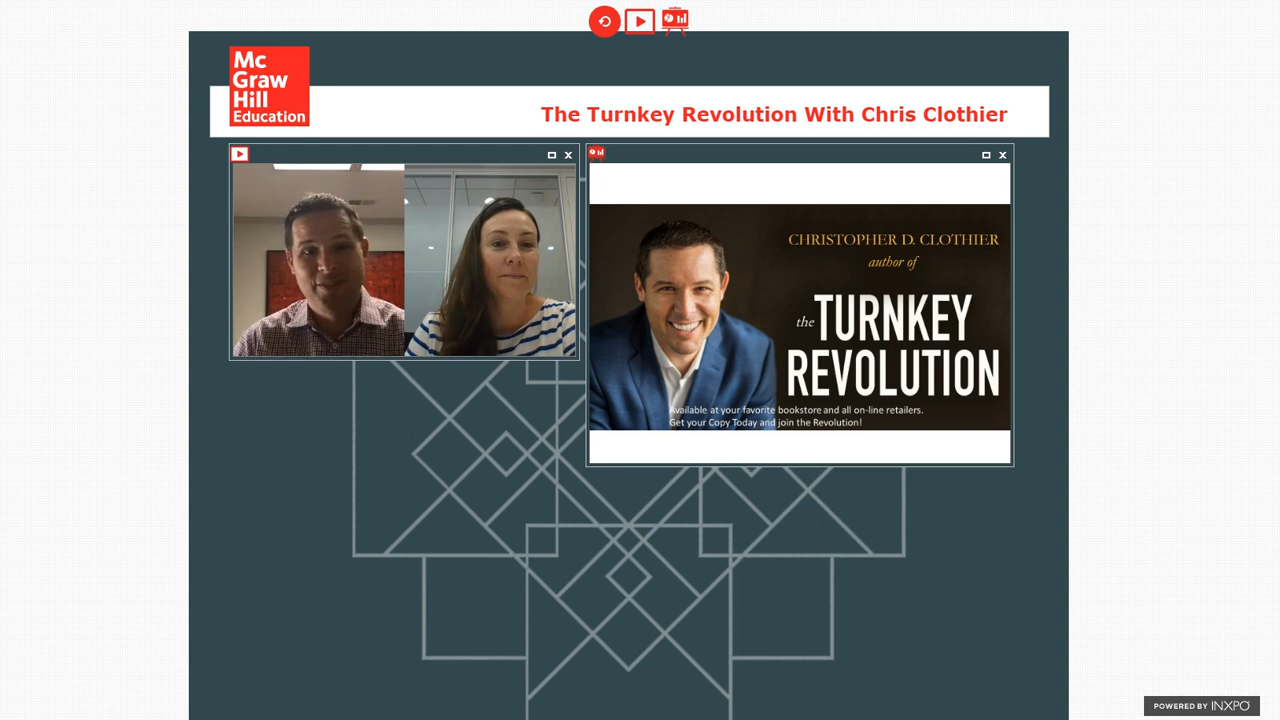 Mc
Graw
Hill
Education
The Turnkey Revolution With Chris Clothier
CHRISTOPHER D. CLOTHIER
author of
the TURNKEY
REVOLUTION
Available at your favorite bookstore and all on-line retailers.
Get your Copy Today and join the Revolution!
POWERED BY INXPO